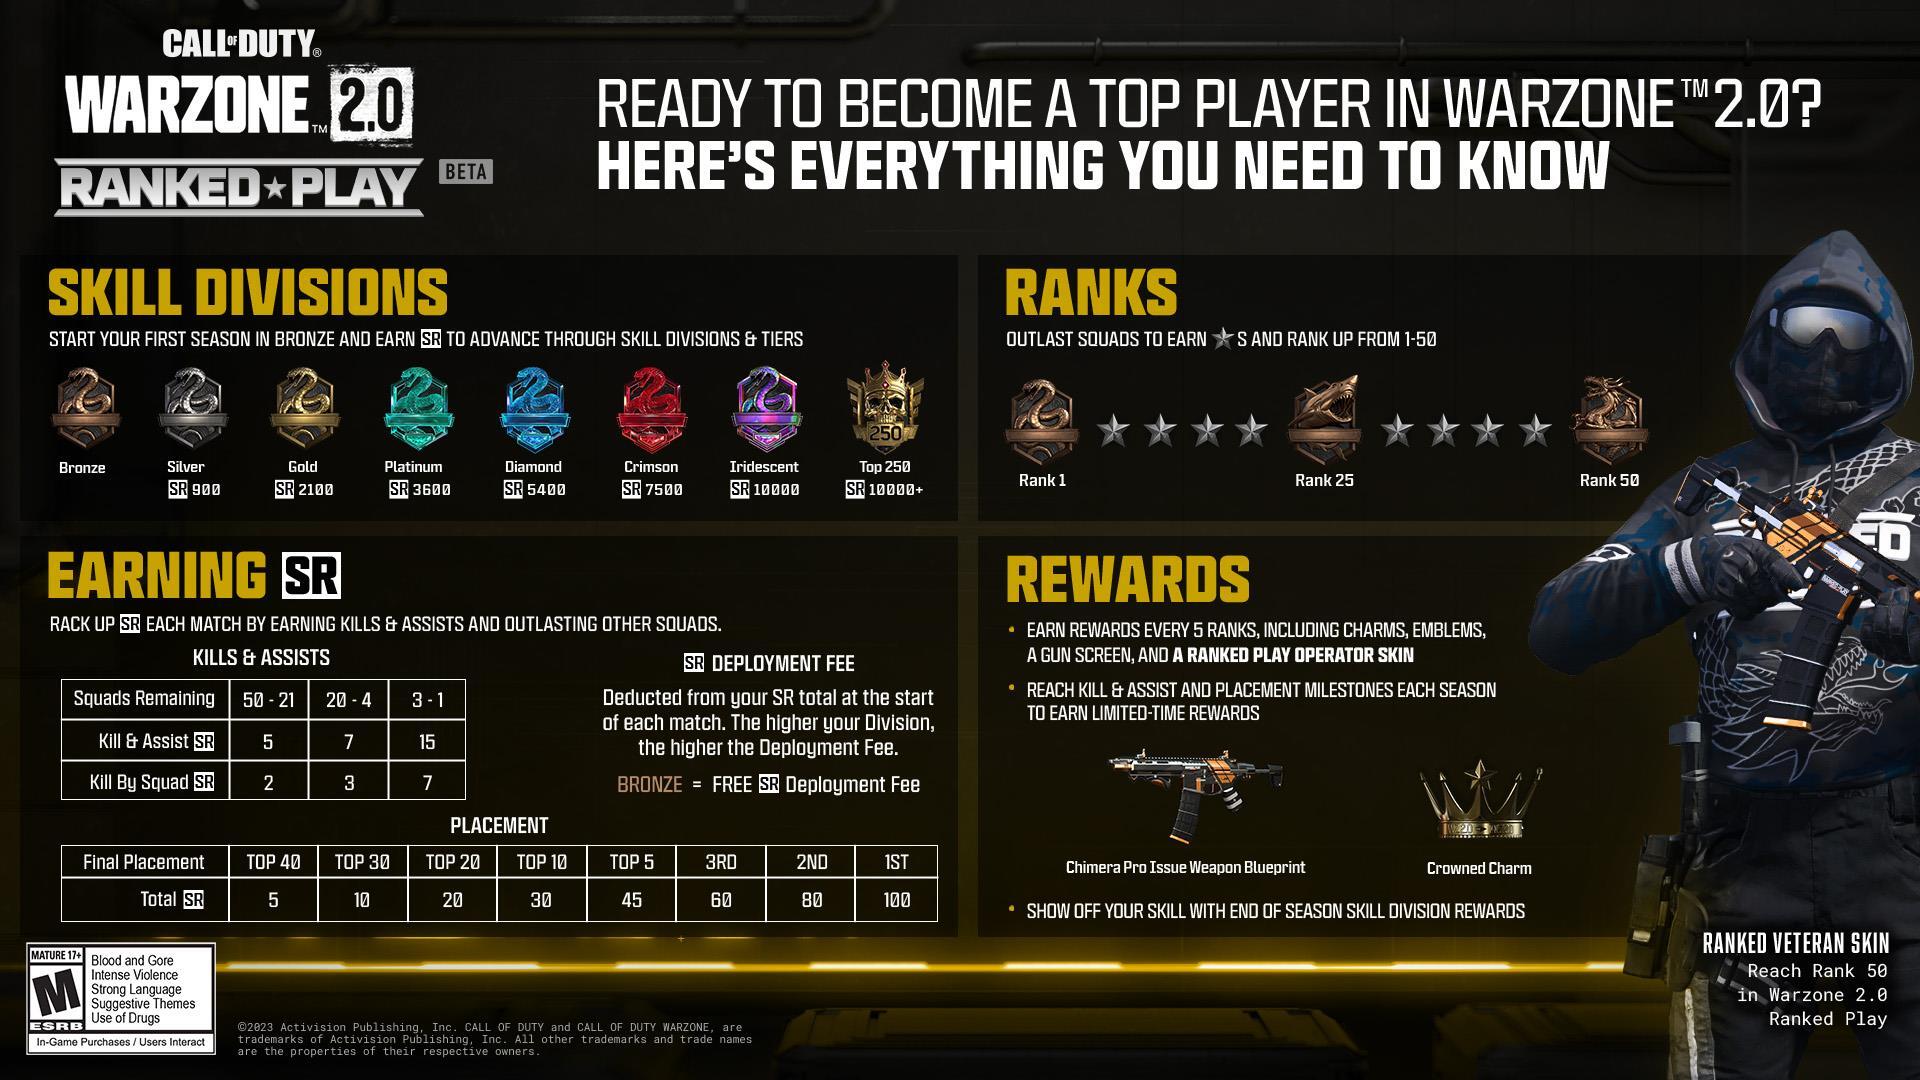 CALL OF DUTY®
WARZONE™ 2.0
RANKED★PLAY BETA
READY TO BECOME A TOP PLAYER IN WARZONE™ 2.0?
HERE'S EVERYTHING YOU NEED TO KNOW
SKILL DIVISIONS
START YOUR FIRST SEASON IN BRONZE AND EARN SR TO ADVANCE THROUGH SKILL DIVISIONS & TIERS
250
Bronze Silver Gold Platinum Diamond Crimson Iridescent Top 250
SR 900 SR 2100 SR 3600 SR 5400 SR 7500 SR 10000 SR 10000+
RANKS
OUTLAST SQUADS TO EARN ★S AND RANK UP FROM 1-50
Rank 1 Rank 25 Rank 50
EARNING SR
RACK UP SR EACH MATCH BY EARNING KILLS & ASSISTS AND OUTLASTING OTHER SQUADS.
KILLS & ASSISTS
Squads Remaining 50 - 21 20 - 4 3 - 1
Kill & Assist SR 5 7 15
Kill By Squad SR 2 3 7
SR DEPLOYMENT FEE
Deducted from your SR total at the start
of each match. The higher your Division,
the higher the Deployment Fee.
BRONZE = FREE SR Deployment Fee
PLACEMENT
Final Placement TOP 40 TOP 30 TOP 20 TOP 10 TOP 5 3RD 2ND 1ST
Total SR 5 10 20 30 45 60 80 100
REWARDS
• EARN REWARDS EVERY 5 RANKS, INCLUDING CHARMS, EMBLEMS,
A GUN SCREEN, AND A RANKED PLAY OPERATOR SKIN
• REACH KILL & ASSIST AND PLACEMENT MILESTONES EACH SEASON
TO EARN LIMITED-TIME REWARDS
Chimera Pro Issue Weapon Blueprint Crowned Charm
• SHOW OFF YOUR SKILL WITH END OF SEASON SKILL DIVISION REWARDS
RANKED VETERAN SKIN
Reach Rank 50
in Warzone 2.0
Ranked Play
MATURE 17+
M
ESRB
Blood and Gore
Intense Violence
Strong Language
Suggestive Themes
Use of Drugs
In-Game Purchases / Users Interact
©2023 Activision Publishing, Inc. CALL OF DUTY and CALL OF DUTY WARZONE, are
trademarks of Activision Publishing, Inc. All other trademarks and trade names
are the properties of their respective owners.